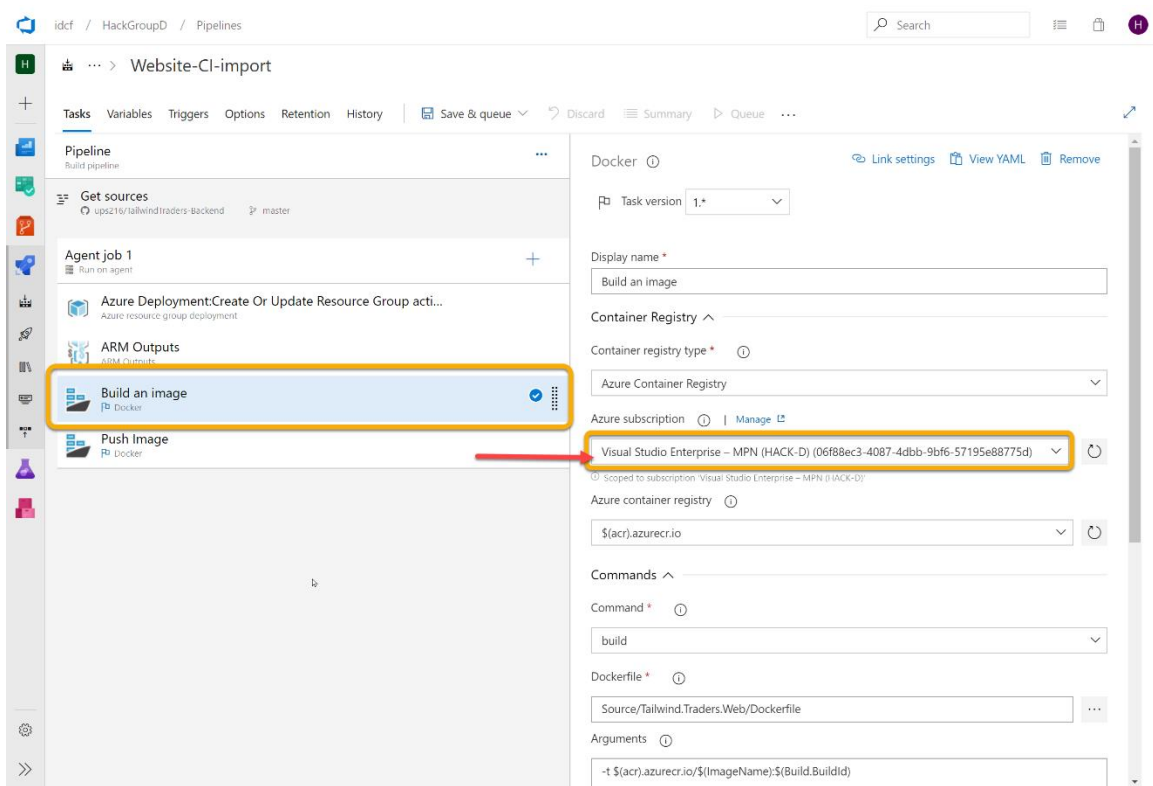 idcf / HackGroupD / Pipelines
Search
H
H
··· > Website-CI-import
Tasks Variables Triggers Options Retention History Save & queue Discard Summary Queue ···
Pipeline
Build pipeline
Get sources
ups216/TailwindTraders-Backend master
Agent job 1
Run on agent
Azure Deployment:Create Or Update Resource Group acti...
Azure resource group deployment
ARM Outputs
ARM Outputs
Build an image
Docker
Push Image
Docker
Docker
Link settings View YAML Remove
Task version 1.*
Display name *
Build an image
Container Registry
Container registry type *
Azure Container Registry
Azure subscription | Manage
Visual Studio Enterprise – MPN (HACK-D) (06f88ec3-4087-4dbb-9bf6-57195e88775d)
Scoped to subscription 'Visual Studio Enterprise – MPN (HACK-D)'
Azure container registry
$(acr).azurecr.io
Commands
Command *
build
Dockerfile *
Source/Tailwind.Traders.Web/Dockerfile
Arguments
-t $(acr).azurecr.io/$(ImageName):$(Build.BuildId)